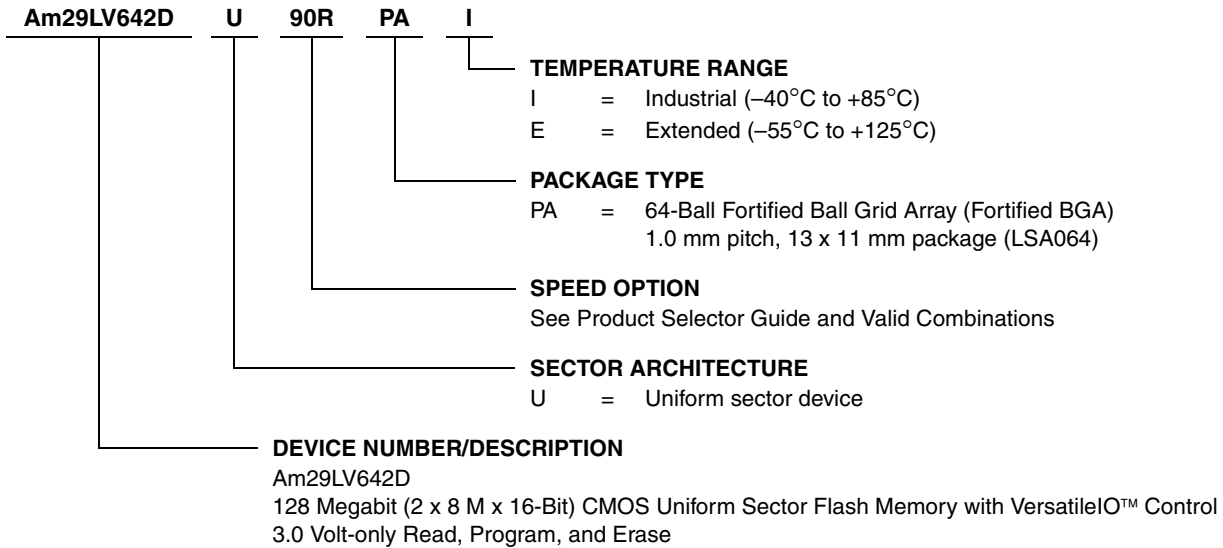 Am29LV642D U 90R PA I
TEMPERATURE RANGE
I = Industrial (–40°C to +85°C)
E = Extended (–55°C to +125°C)
PACKAGE TYPE
PA = 64-Ball Fortified Ball Grid Array (Fortified BGA)
1.0 mm pitch, 13 x 11 mm package (LSA064)
SPEED OPTION
See Product Selector Guide and Valid Combinations
SECTOR ARCHITECTURE
U = Uniform sector device
DEVICE NUMBER/DESCRIPTION
Am29LV642D
128 Megabit (2 x 8 M x 16-Bit) CMOS Uniform Sector Flash Memory with VersatileIO™ Control
3.0 Volt-only Read, Program, and Erase